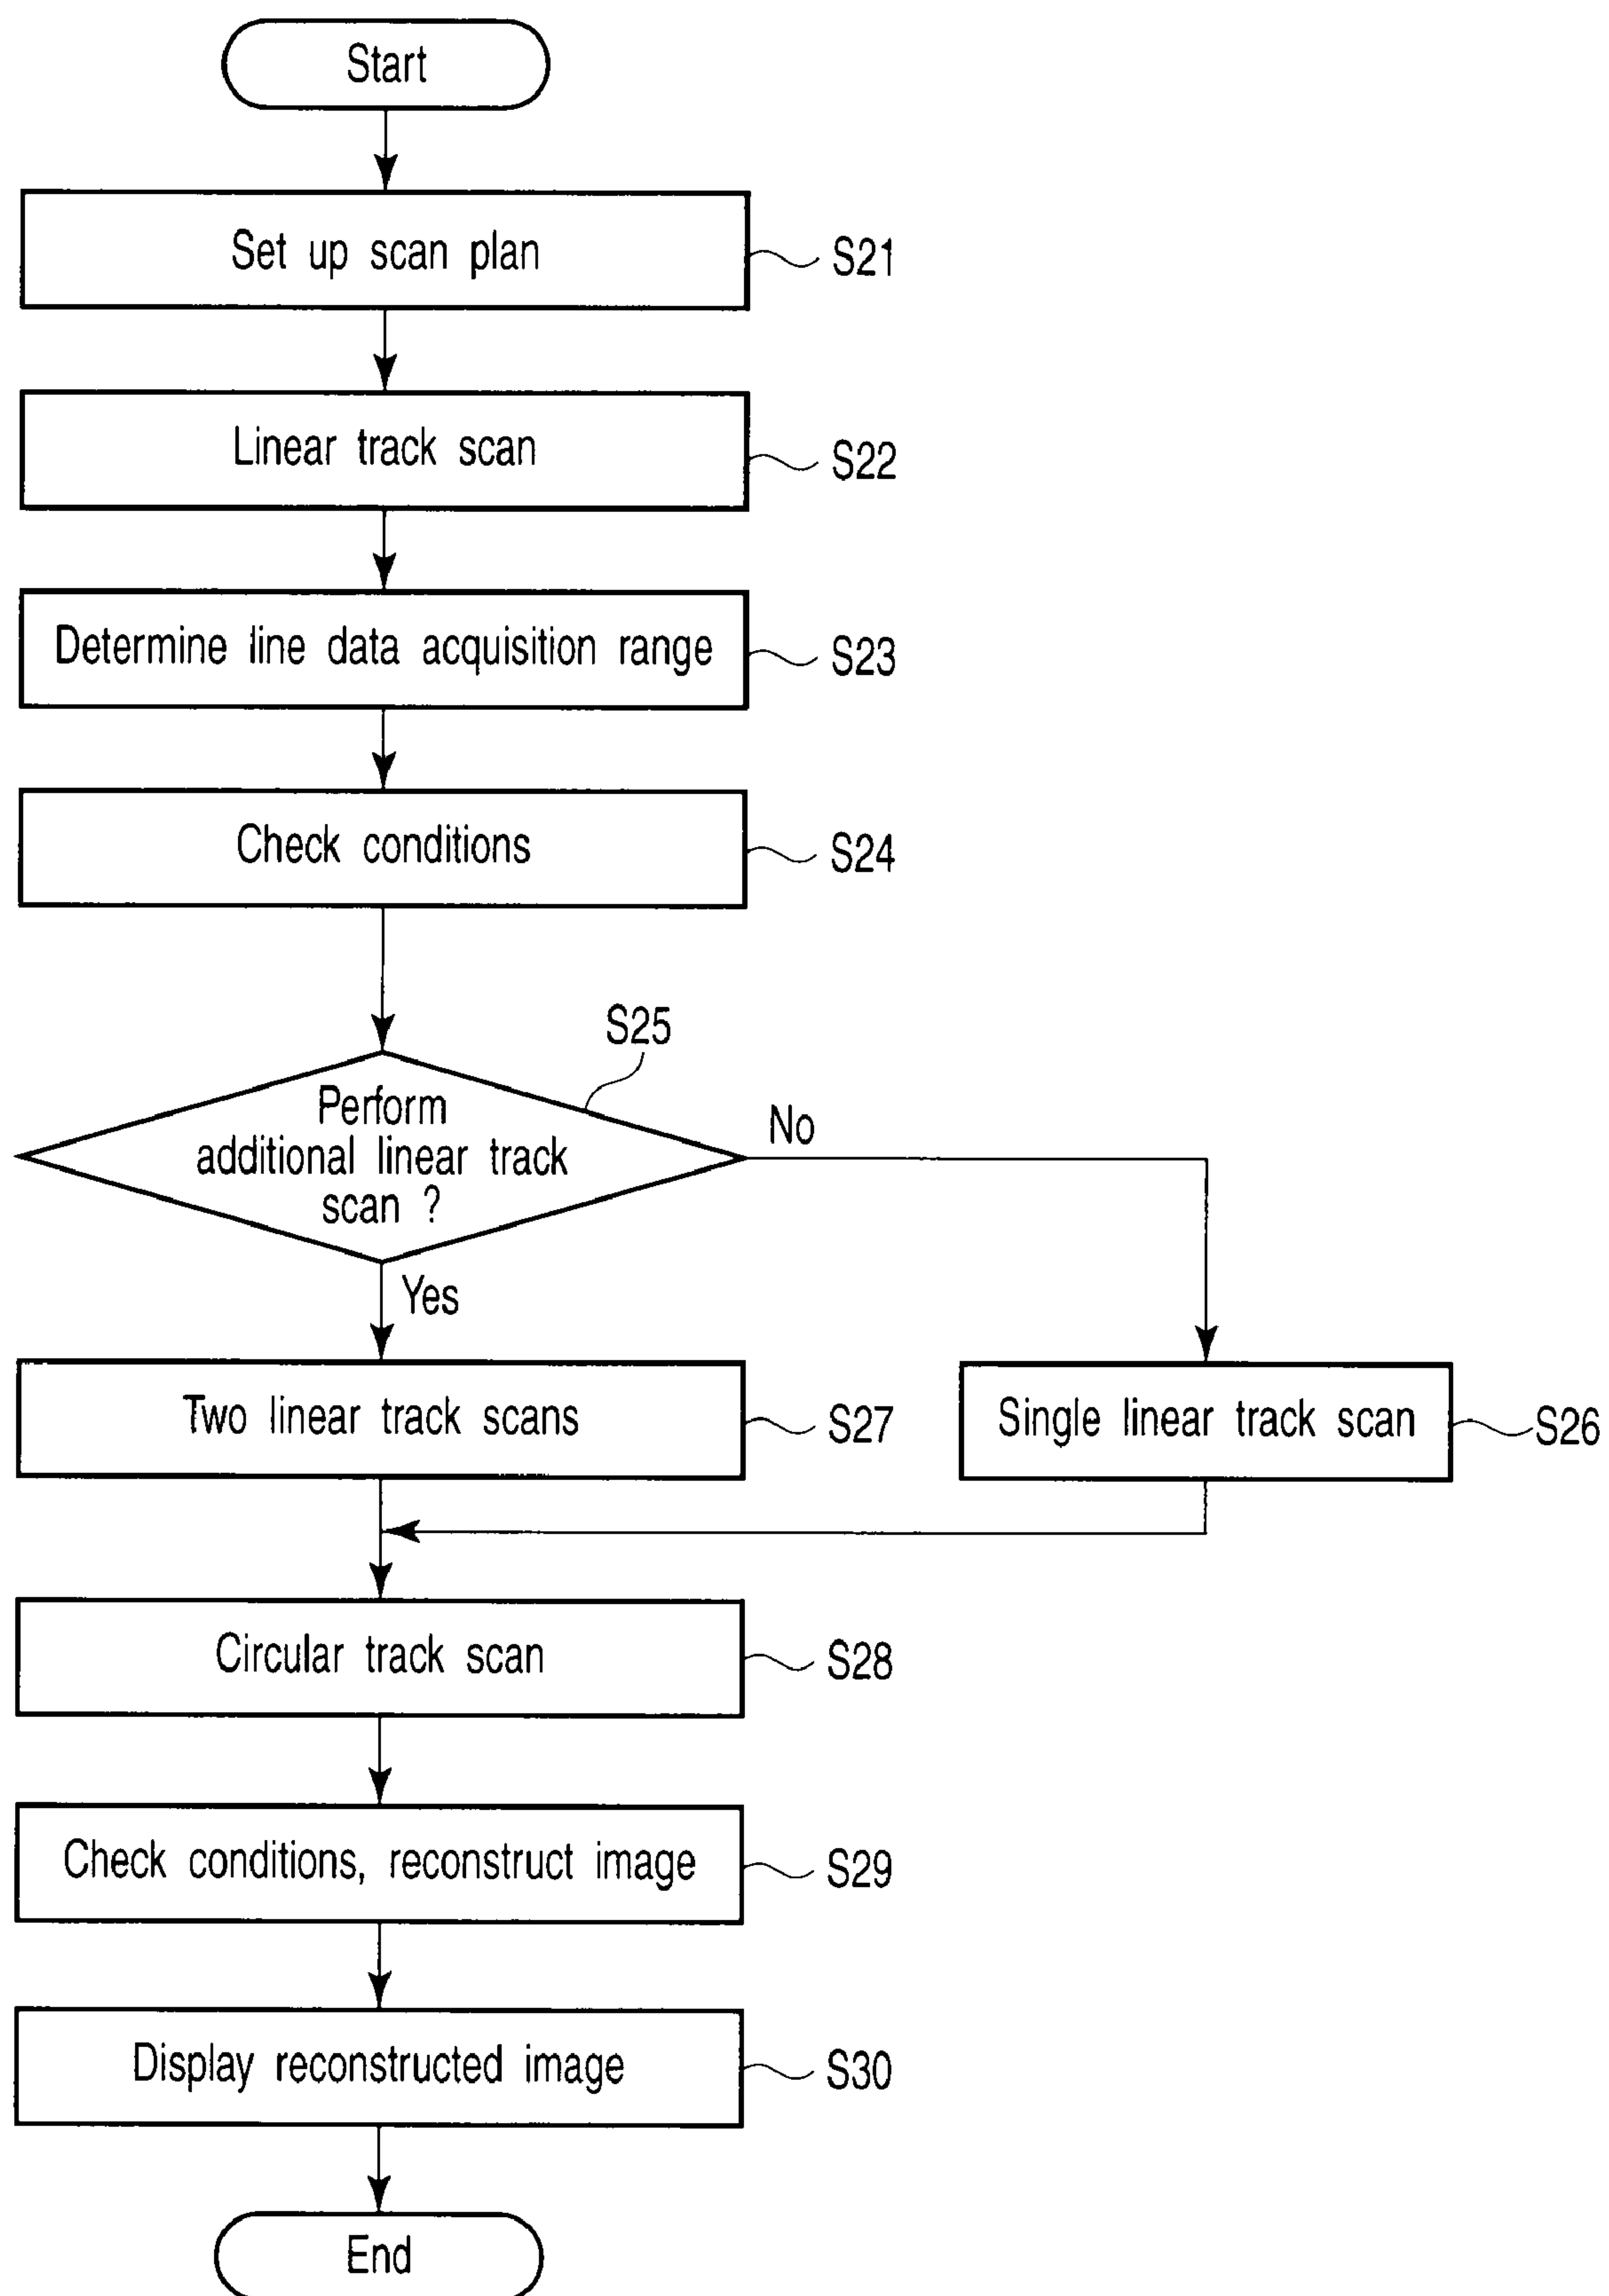 Start
Set up scan plan
S21
Linear track scan
S22
Determine line data acquisition range
S23
Check conditions
S24
S25
Perform
additional linear track
scan ?
No
Yes
Two linear track scans
S27
Single linear track scan
S26
Circular track scan
S28
Check conditions, reconstruct image
S29
Display reconstructed image
S30
End